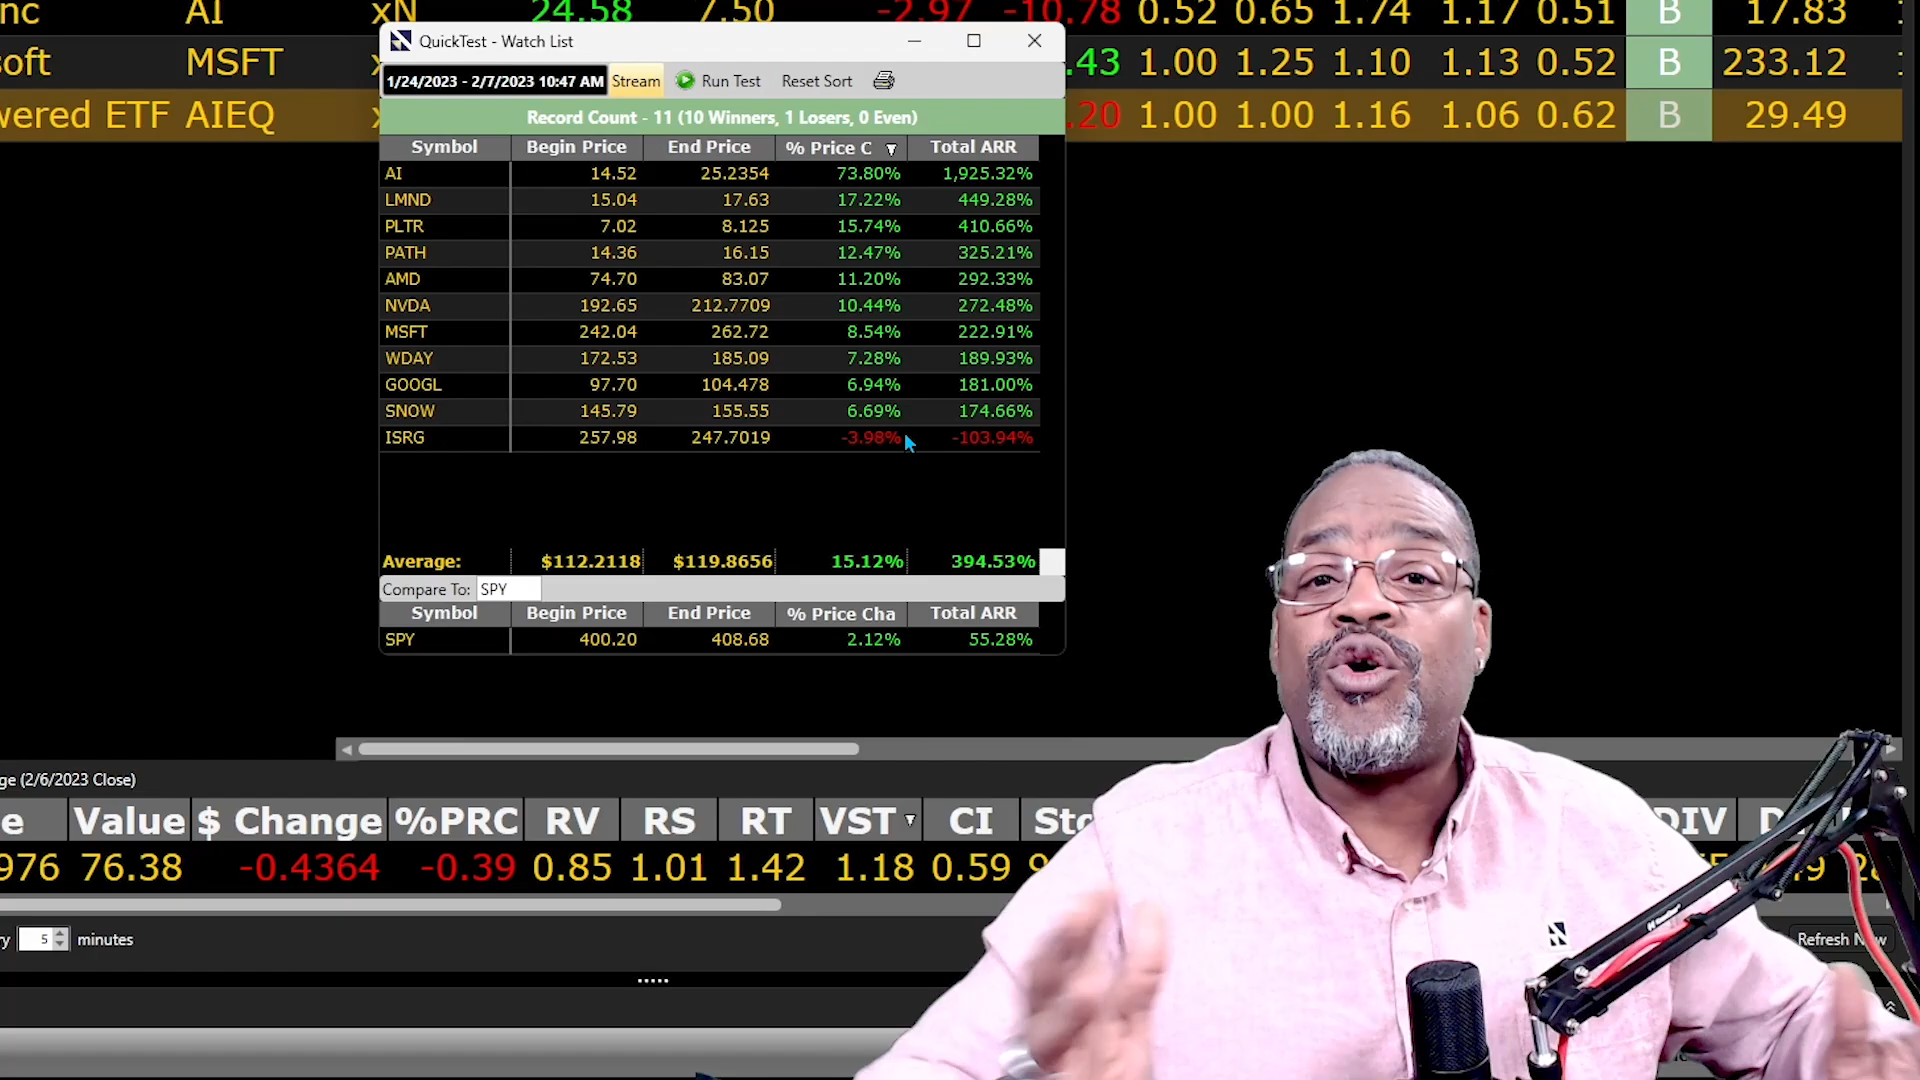 nc AI xN 24.58 7.50 -2.97 -10.78 0.52 0.65 1.74 1.17 0.51 B 17.83
QuickTest - Watch List
soft MSFT .43 1.00 1.25 1.10 1.13 0.52 B 233.12
1/24/2023 - 2/7/2023 10:47 AM Stream Run Test Reset Sort
wered ETF AIEQ .20 1.00 1.00 1.16 1.06 0.62 B 29.49
Record Count - 11 (10 Winners, 1 Losers, 0 Even)
Symbol Begin Price End Price % Price C Total ARR
AI 14.52 25.2354 73.80% 1,925.32%
LMND 15.04 17.63 17.22% 449.28%
PLTR 7.02 8.125 15.74% 410.66%
PATH 14.36 16.15 12.47% 325.21%
AMD 74.70 83.07 11.20% 292.33%
NVDA 192.65 212.7709 10.44% 272.48%
MSFT 242.04 262.72 8.54% 222.91%
WDAY 172.53 185.09 7.28% 189.93%
GOOGL 97.70 104.478 6.94% 181.00%
SNOW 145.79 155.55 6.69% 174.66%
ISRG 257.98 247.7019 -3.98% -103.94%
Average: $112.2118 $119.8656 15.12% 394.53%
Compare To: SPY
Symbol Begin Price End Price % Price Cha Total ARR
SPY 400.20 408.68 2.12% 55.28%
ge (2/6/2023 Close)
e Value $ Change %PRC RV RS RT VST CI Sto DIV
976 76.38 -0.4364 -0.39 0.85 1.01 1.42 1.18 0.59
ry 5 minutes Refresh Now